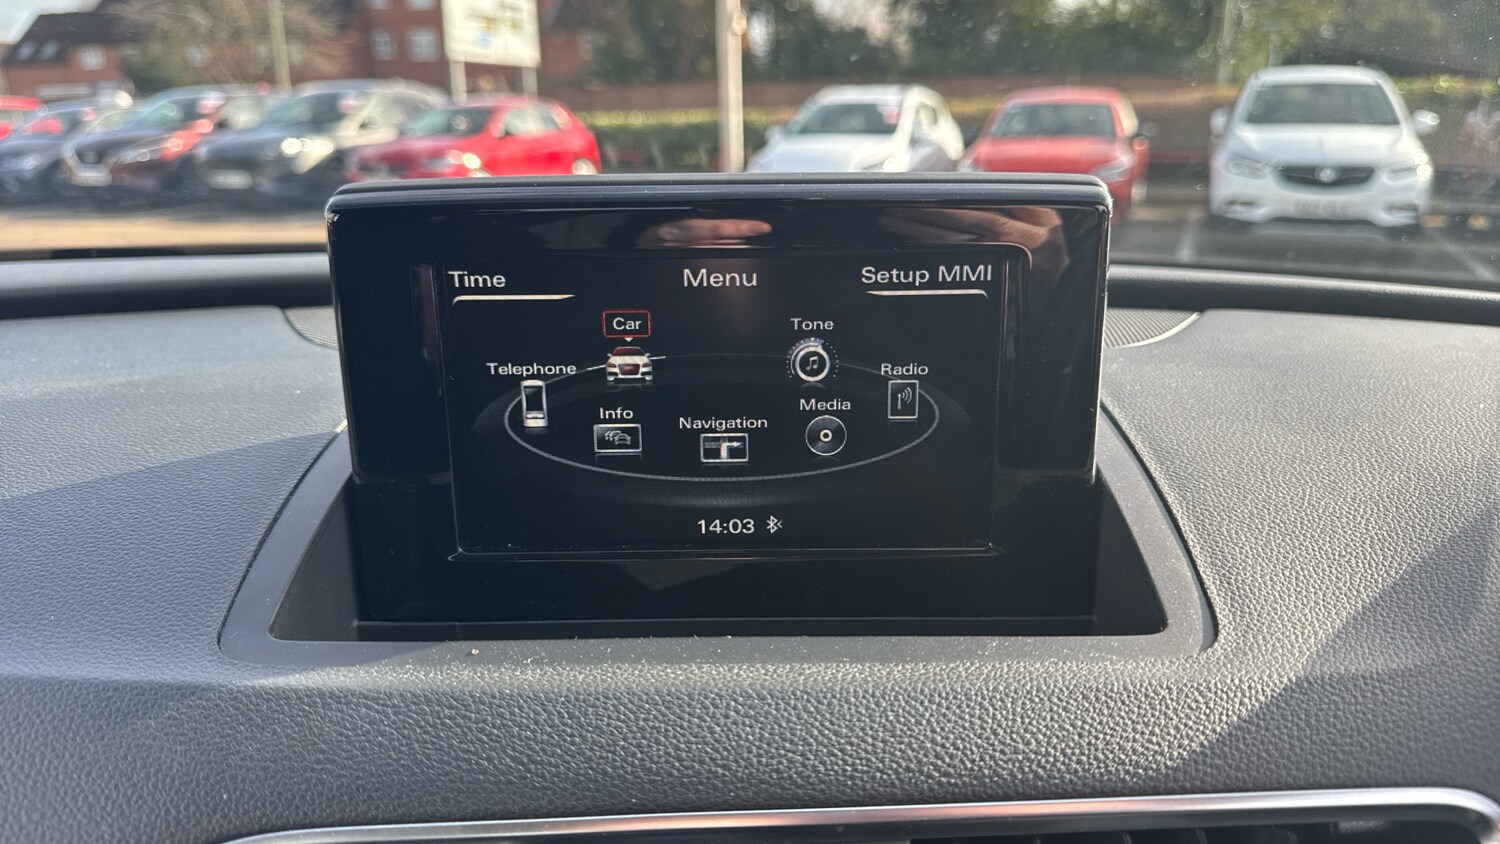 Time
Menu
Setup MMI
Car
Tone
Telephone
Radio
Info
Navigation
Media
14:03